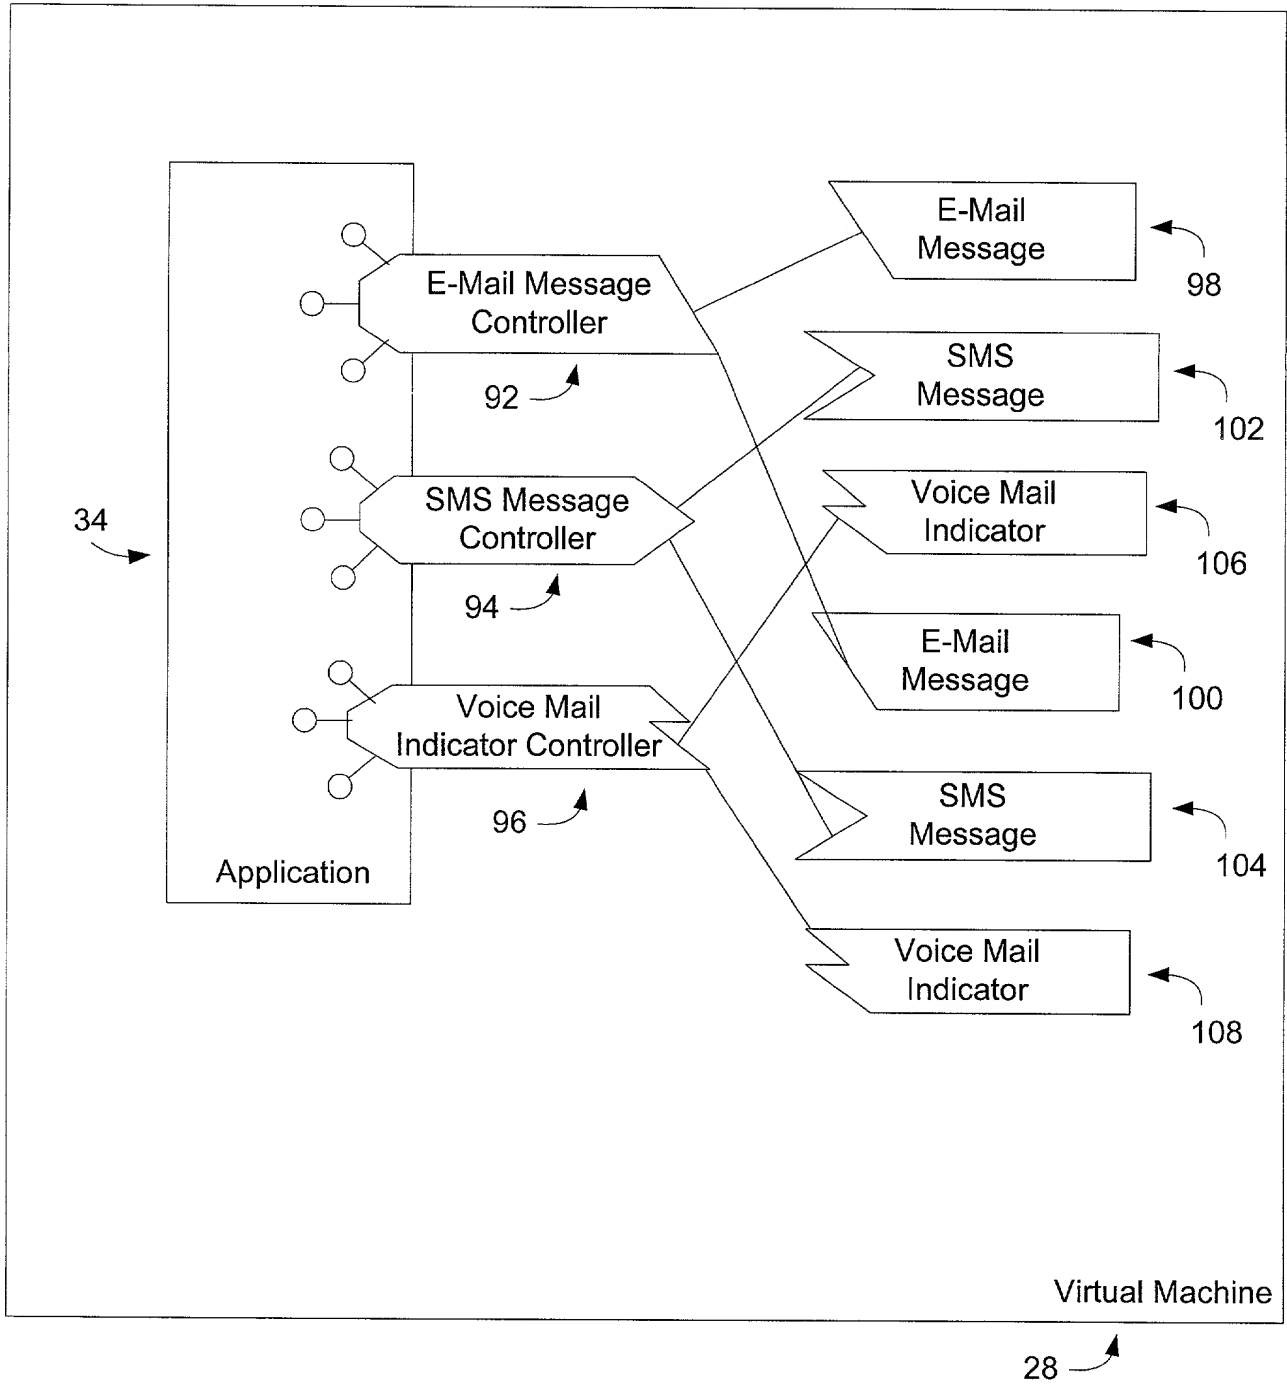 E-Mail
Message
98
E-Mail Message
Controller
92
SMS
Message
102
34
SMS Message
Controller
94
Voice Mail
Indicator
106
E-Mail
Message
100
Voice Mail
Indicator Controller
96
SMS
Message
104
Application
Voice Mail
Indicator
108
Virtual Machine
28